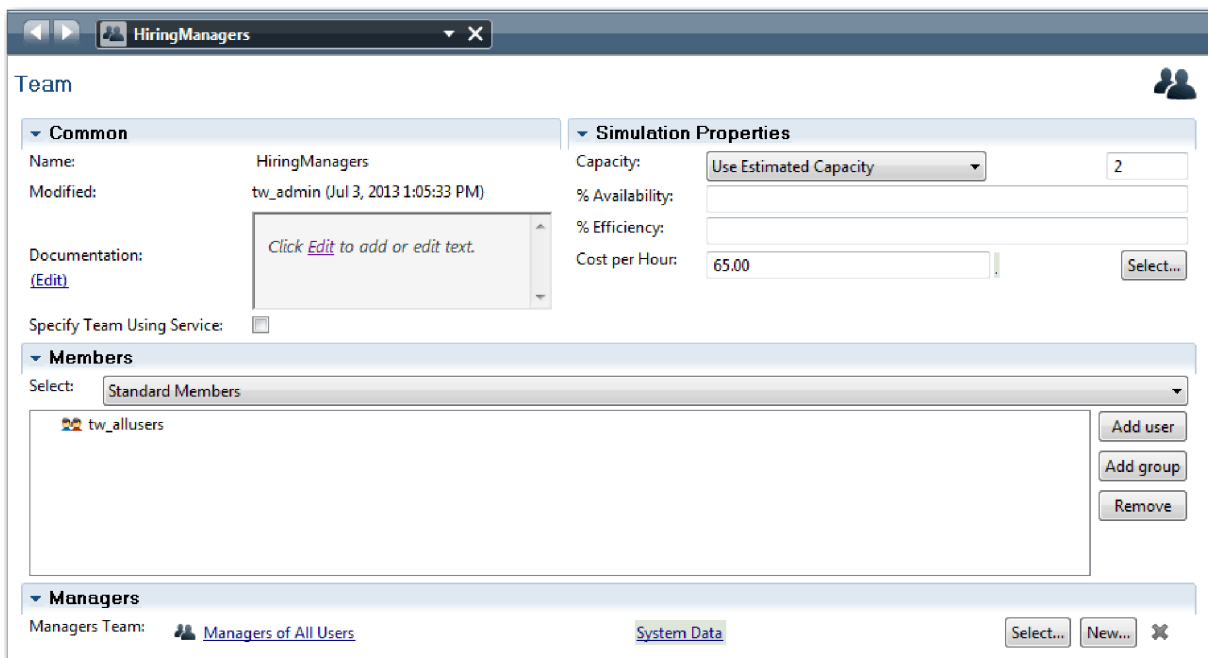 HiringManagers
Team
Common
Name: HiringManagers
Modified: tw_admin (Jul 3, 2013 1:05:33 PM)
Documentation:
(Edit)
Click Edit to add or edit text.
Specify Team Using Service:
Simulation Properties
Capacity: Use Estimated Capacity 2
% Availability:
% Efficiency:
Cost per Hour: 65.00 . Select...
Members
Select: Standard Members
tw_allusers
Add user
Add group
Remove
Managers
Managers Team: Managers of All Users System Data Select... New...